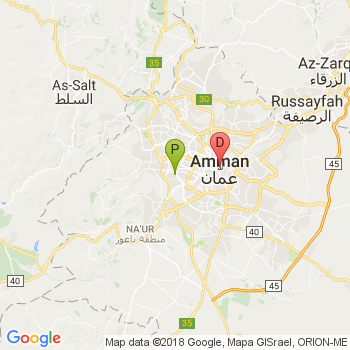 35
Az-Zarq
الزرقاء
As-Salt
السلط
30
Russayfah
الرصيفة
P
D
Amman
عمان
45
NA'UR
منطقة ناعور
40
40
45
35
Google
Map data ©2018 Google, Mapa GISrael, ORION-ME